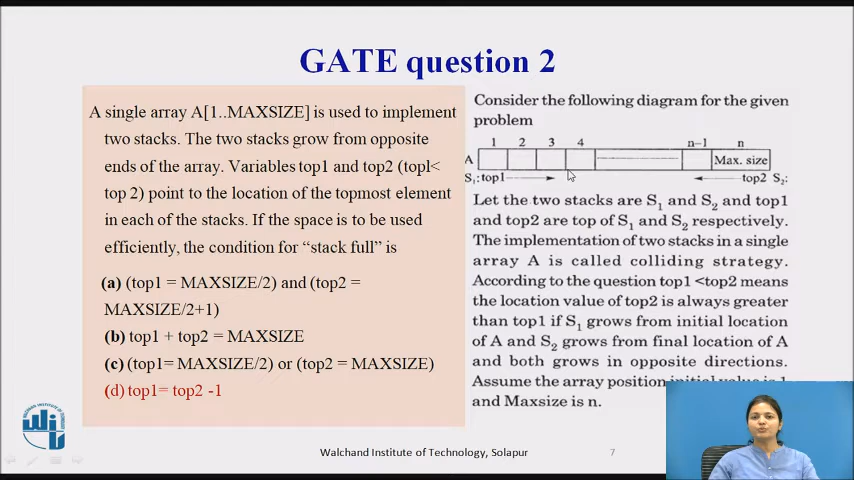 GATE question 2
A single array A[1..MAXSIZE] is used to implement
two stacks. The two stacks grow from opposite
ends of the array. Variables top1 and top2 (topl<
top 2) point to the location of the topmost element
in each of the stacks. If the space is to be used
efficiently, the condition for “stack full” is
(a) (top1 = MAXSIZE/2) and (top2 =
MAXSIZE/2+1)
(b) top1 + top2 = MAXSIZE
(c) (top1= MAXSIZE/2) or (top2 = MAXSIZE)
(d) top1= top2 -1
Consider the following diagram for the given
problem
1 2 3 4 n–1 n
A Max. size
S1: top1 top2 S2:
Let the two stacks are S1 and S2 and top1
and top2 are top of S1 and S2 respectively.
The implementation of two stacks in a single
array A is called colliding strategy.
According to the question top1 <top2 means
the location value of top2 is always greater
than top1 if S1 grows from initial location
of A and S2 grows from final location of A
and both grows in opposite directions.
Assume the array position initial value is 1
and Maxsize is n.
Walchand Institute of Technology, Solapur
7